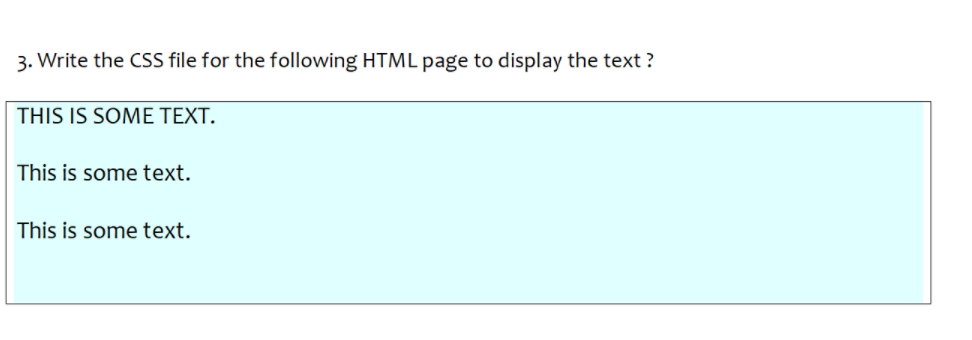 3. Write the CSS file for the following HTML page to display the text ?
THIS IS SOME TEXT.
This is some text.
This is some text.